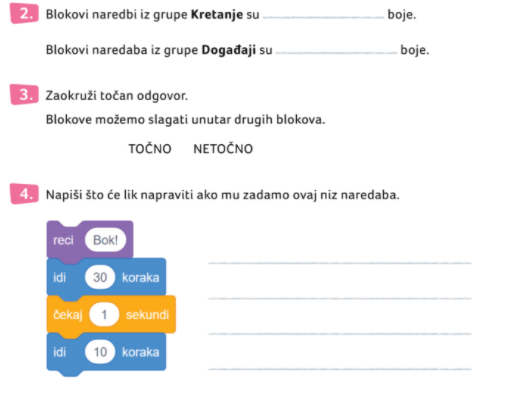 2. Blokovi naredbi iz grupe Kretanje su ______ boje.
Blokovi naredaba iz grupe Događaji su ______ boje.
3. Zaokruži točan odgovor.
Blokove možemo slagati unutar drugih blokova.
TOČNO NETOČNO
4. Napiši što će lik napraviti ako mu zadamo ovaj niz naredaba.
reci Bok!
idi 30 koraka
čekaj 1 sekundi
idi 10 koraka